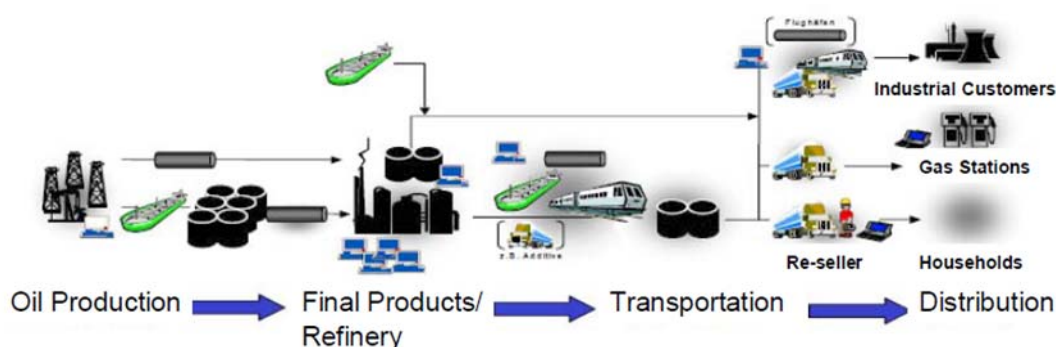 Flughäfen
Industrial Customers
Gas Stations
z.B. Additive
Re-seller
Households
Oil Production
Final Products/
Refinery
Transportation
Distribution